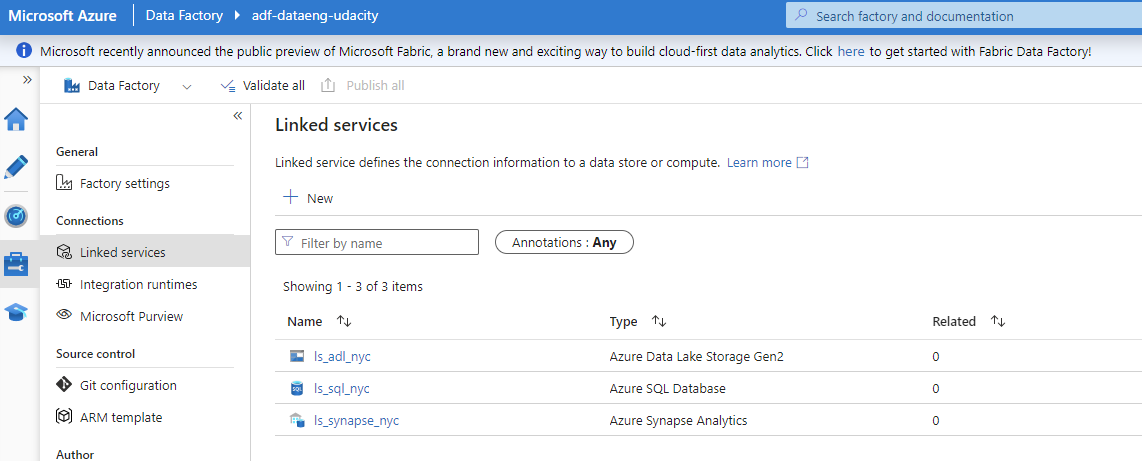 Microsoft Azure
Data Factory
adf-dataeng-udacity
Search factory and documentation
Microsoft recently announced the public preview of Microsoft Fabric, a brand new and exciting way to build cloud-first data analytics. Click here to get started with Fabric Data Factory!
Data Factory
Validate all
Publish all
General
Factory settings
Connections
Linked services
Integration runtimes
Microsoft Purview
Source control
Git configuration
ARM template
Author
Linked services
Linked service defines the connection information to a data store or compute. Learn more
New
Filter by name
Annotations : Any
Showing 1 - 3 of 3 items
Name Type Related
ls_adl_nyc Azure Data Lake Storage Gen2 0
SQL ls_sql_nyc Azure SQL Database 0
ls_synapse_nyc Azure Synapse Analytics 0